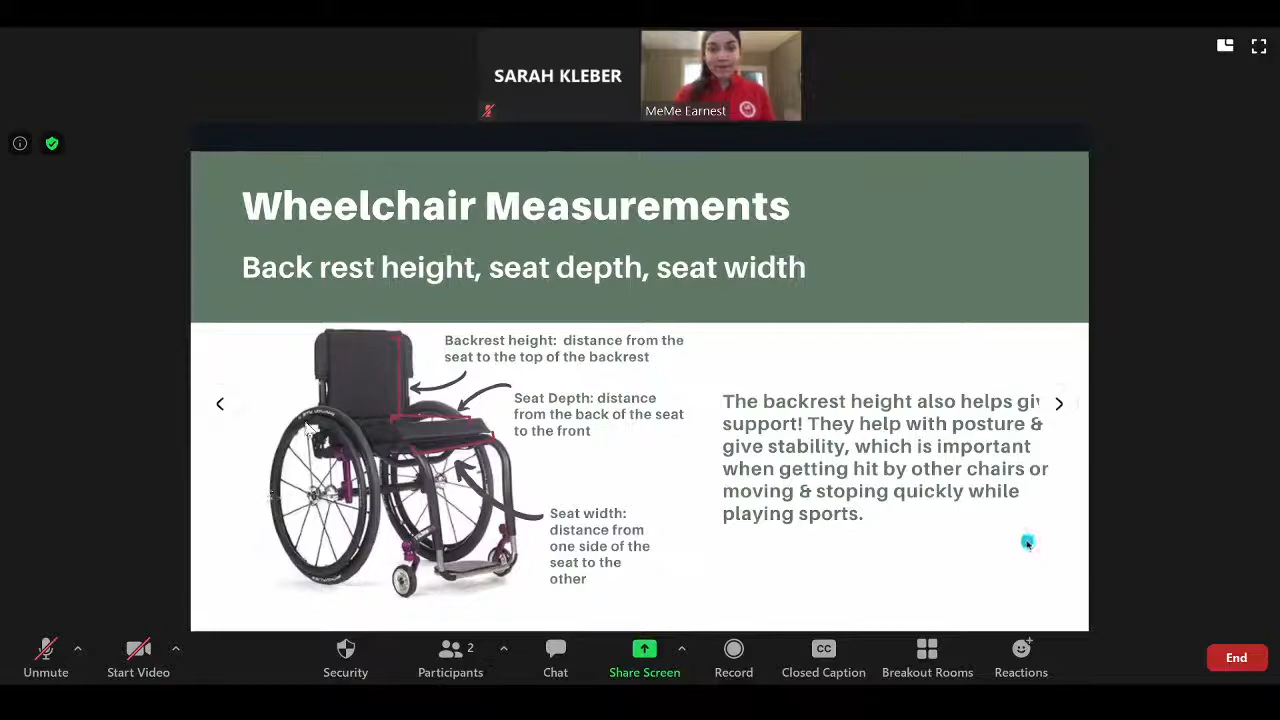 SARAH KLEBER
MeMe Earnest
Wheelchair Measurements
Back rest height, seat depth, seat width
Backrest height: distance from the
seat to the top of the backrest
Seat Depth: distance
from the back of the seat
to the front
Seat width:
distance from
one side of the
seat to the
other
The backrest height also helps giv
support! They help with posture &
give stability, which is important
when getting hit by other chairs or
moving & stoping quickly while
playing sports.
Unmute
Start Video
Security
2
Participants
Chat
Share Screen
Record
CC
Closed Caption
Breakout Rooms
Reactions
End